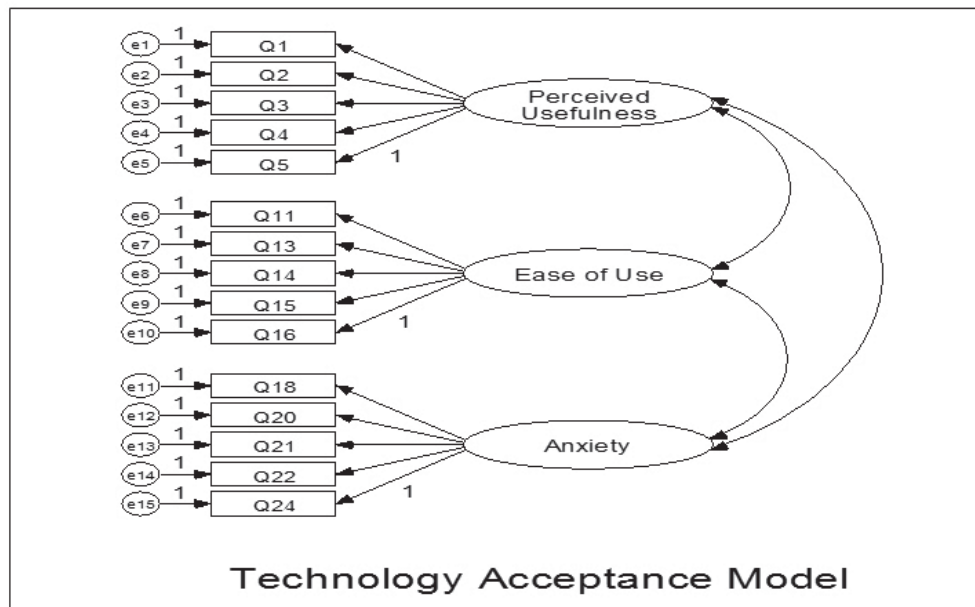 e1 1 Q1
e2 1 Q2
e3 1 Q3
e4 1 Q4
e5 1 Q5
1
Perceived
Usefulness
e6 1 Q11
e7 1 Q13
e8 1 Q14
e9 1 Q15
e10 1 Q16
1
Ease of Use
e11 1 Q18
e12 1 Q20
e13 1 Q21
e14 1 Q22
e15 1 Q24
1
Anxiety
Technology Acceptance Model